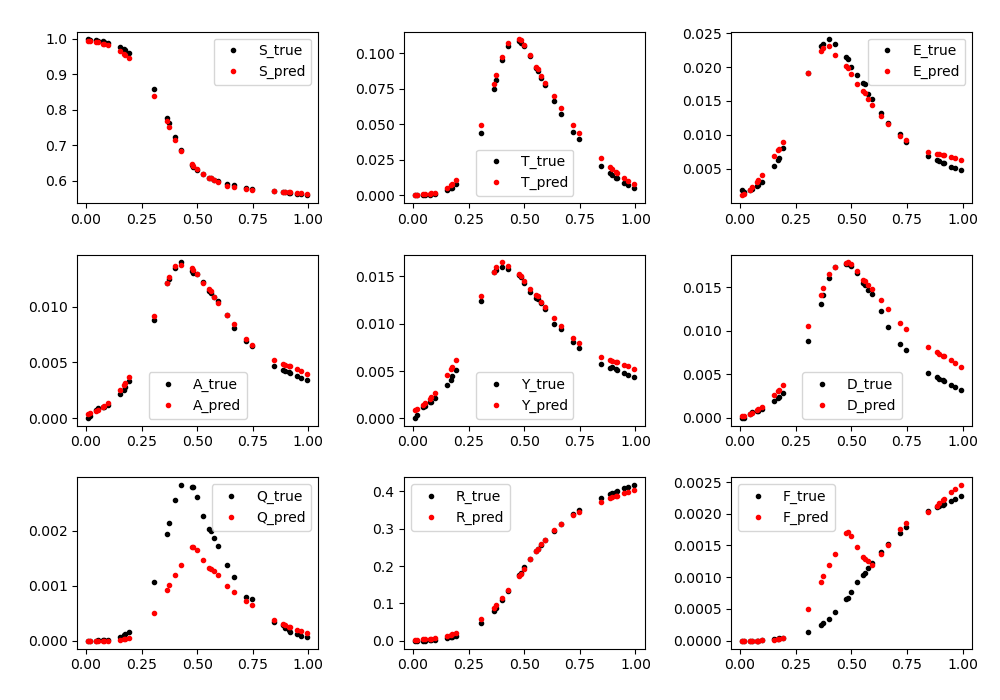 1.0
0.9
0.8
0.7
0.6
0.00 0.25 0.50 0.75 1.00
S_true
S_pred
0.100
0.075
0.050
0.025
0.000
0.00 0.25 0.50 0.75 1.00
T_true
T_pred
0.025
0.020
0.015
0.010
0.005
0.00 0.25 0.50 0.75 1.00
E_true
E_pred
0.010
0.005
0.000
0.00 0.25 0.50 0.75 1.00
A_true
A_pred
0.015
0.010
0.005
0.000
0.00 0.25 0.50 0.75 1.00
Y_true
Y_pred
0.015
0.010
0.005
0.000
0.00 0.25 0.50 0.75 1.00
D_true
D_pred
0.002
0.001
0.000
0.00 0.25 0.50 0.75 1.00
Q_true
Q_pred
0.4
0.3
0.2
0.1
0.0
0.00 0.25 0.50 0.75 1.00
R_true
R_pred
0.0025
0.0020
0.0015
0.0010
0.0005
0.0000
0.00 0.25 0.50 0.75 1.00
F_true
F_pred